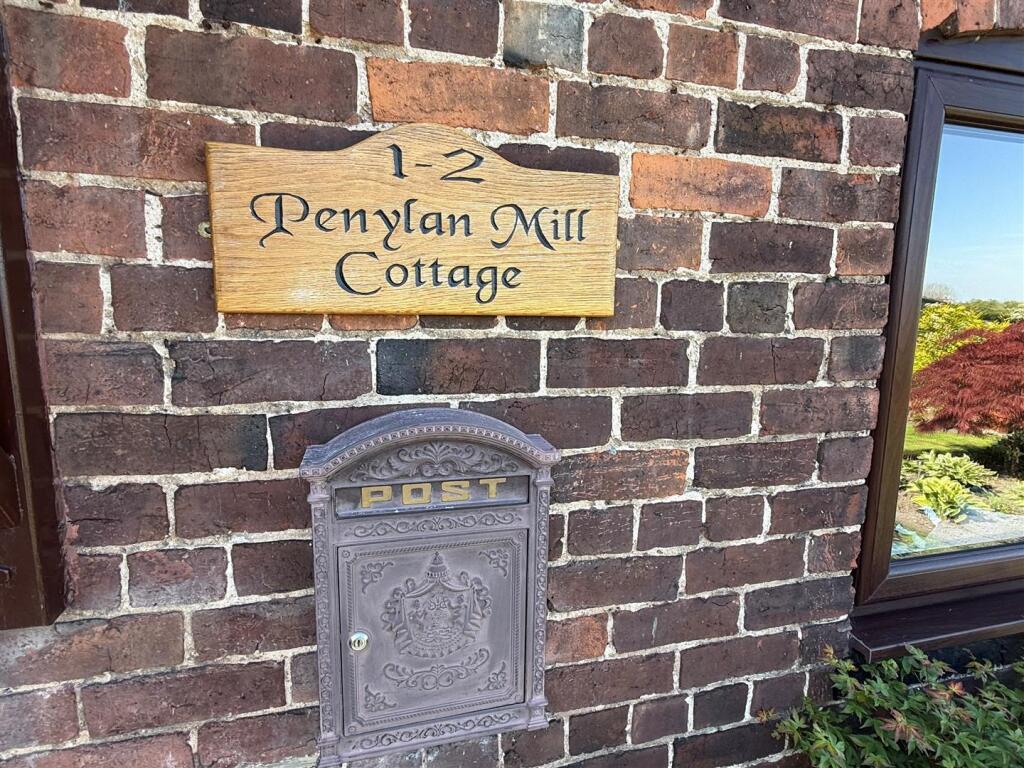 1-2
Penylan Mill
Cottage
POST